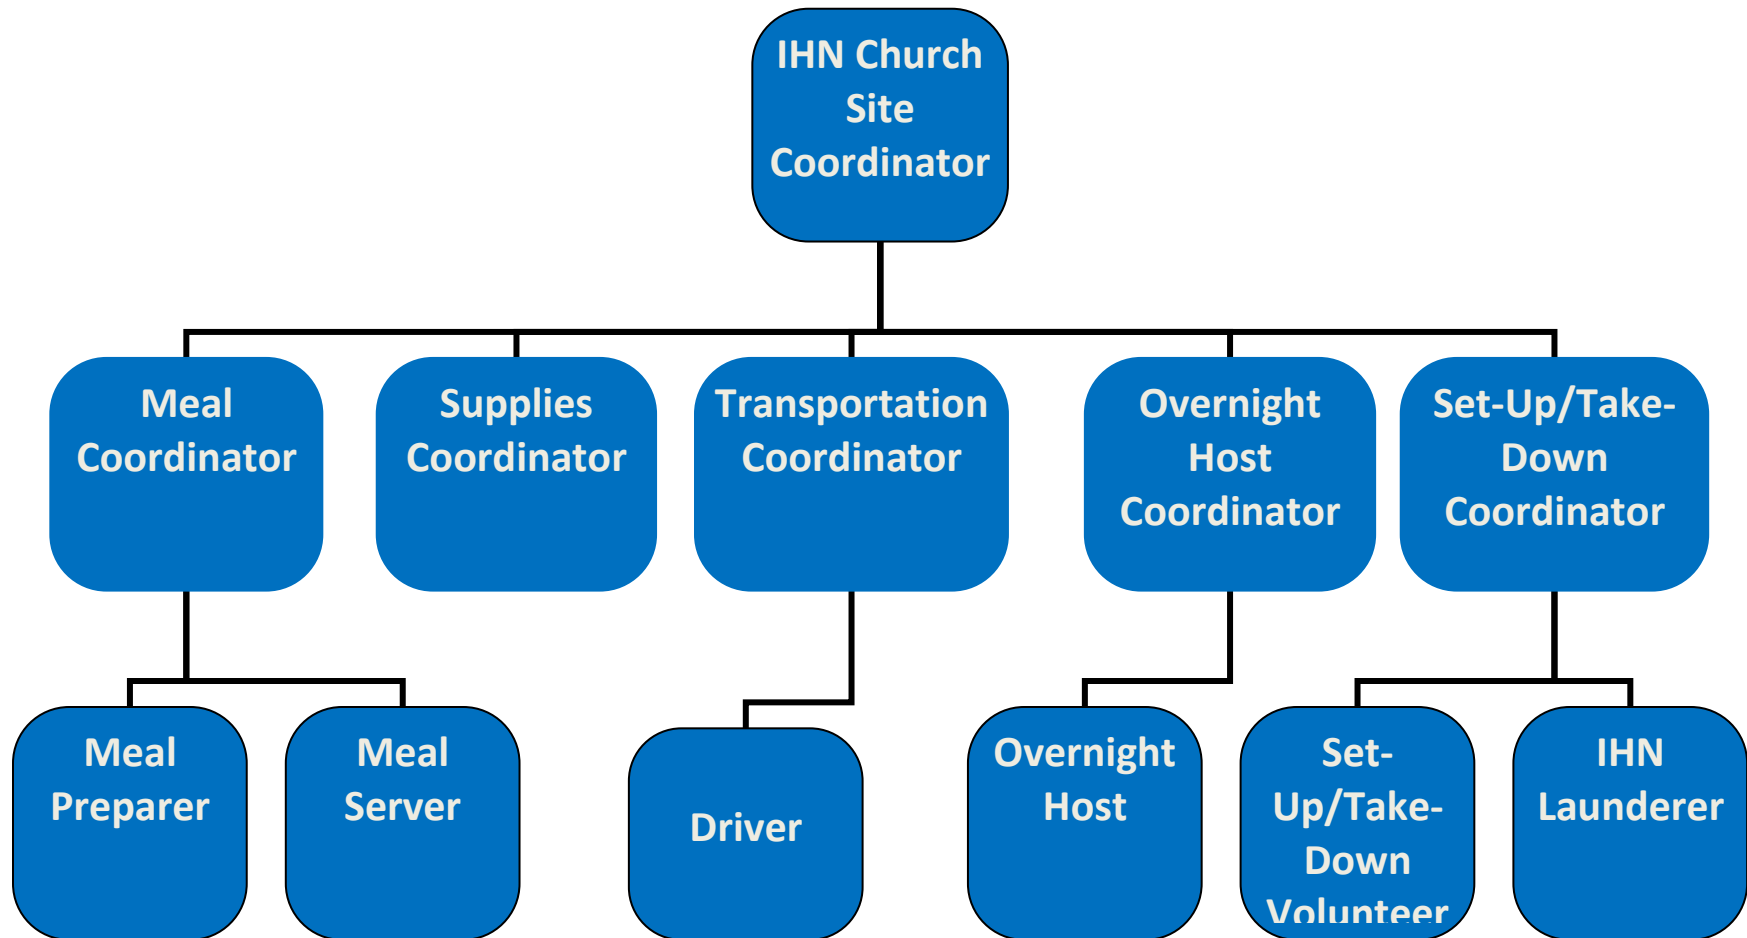 IHN Church
Site
Coordinator
Meal
Coordinator
Supplies
Coordinator
Transportation
Coordinator
Overnight
Host
Coordinator
Set-Up/Take-
Down
Coordinator
Meal
Preparer
Meal
Server
Driver
Overnight
Host
Set-
Up/Take-
Down
Volunteer
IHN
Launderer